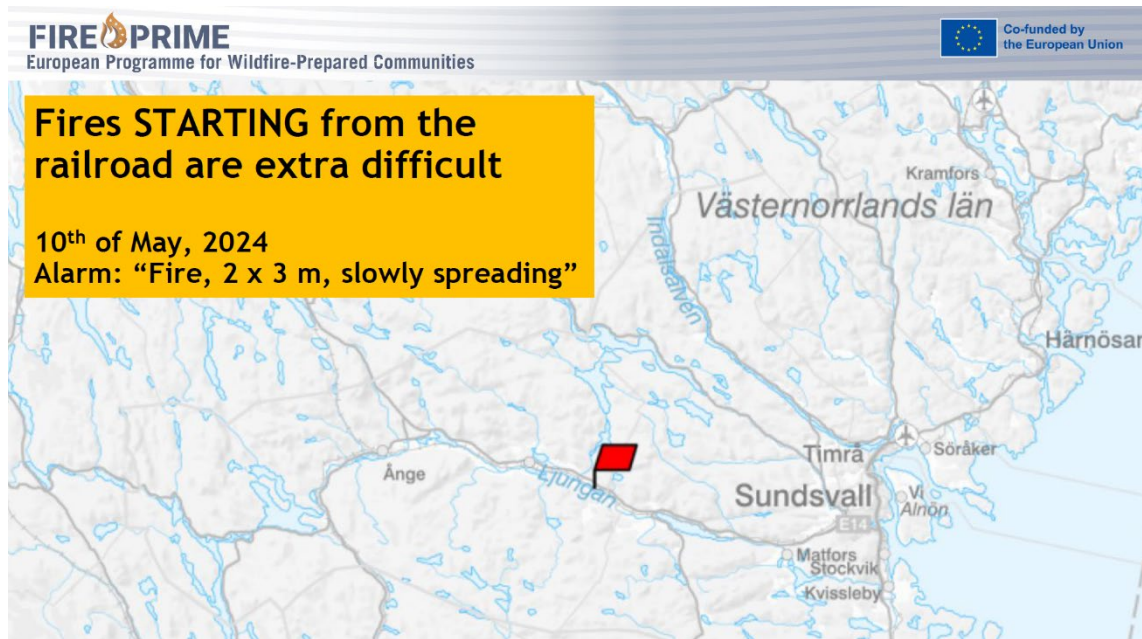 FIRE PRIME
European Programme for Wildfire-Prepared Communities
Co-funded by
the European Union
Fires STARTING from the
railroad are extra difficult
10th of May, 2024
Alarm: “Fire, 2 x 3 m, slowly spreading”
Kramfors
Västernorrlands län
Indalsälven
Härnösan
Ånge
Ljungan
Timrå
Söråker
Sundsvall
Vi
Alnön
E14
Matfors
Stockvik
Kvissleby